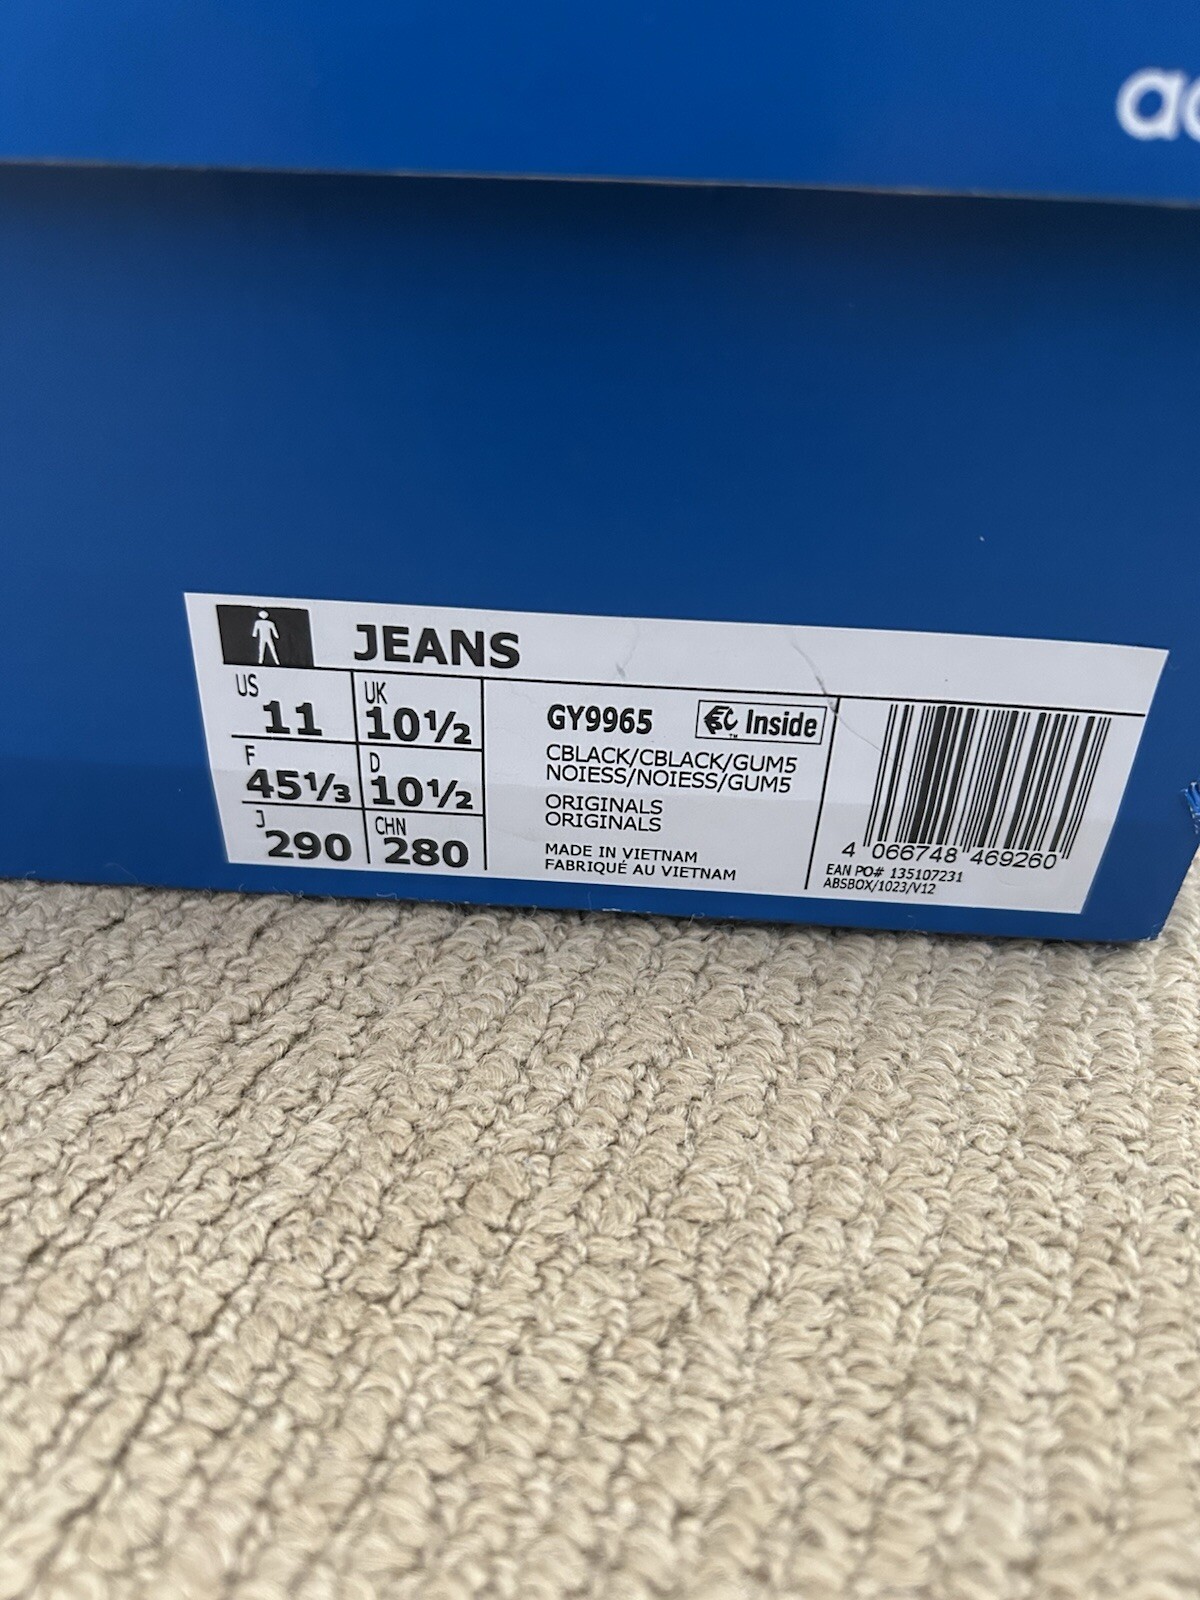 JEANS
US 11
UK 10½
F 45⅓
D 10½
J 290
CHN 280
GY9965
Inside
CBLACK/CBLACK/GUM5
NOIESS/NOIESS/GUM5
ORIGINALS
ORIGINALS
MADE IN VIETNAM
FABRIQUÉ AU VIETNAM
4 066748 469260
EAN PO# 135107231
ABSBOX/1023/V12